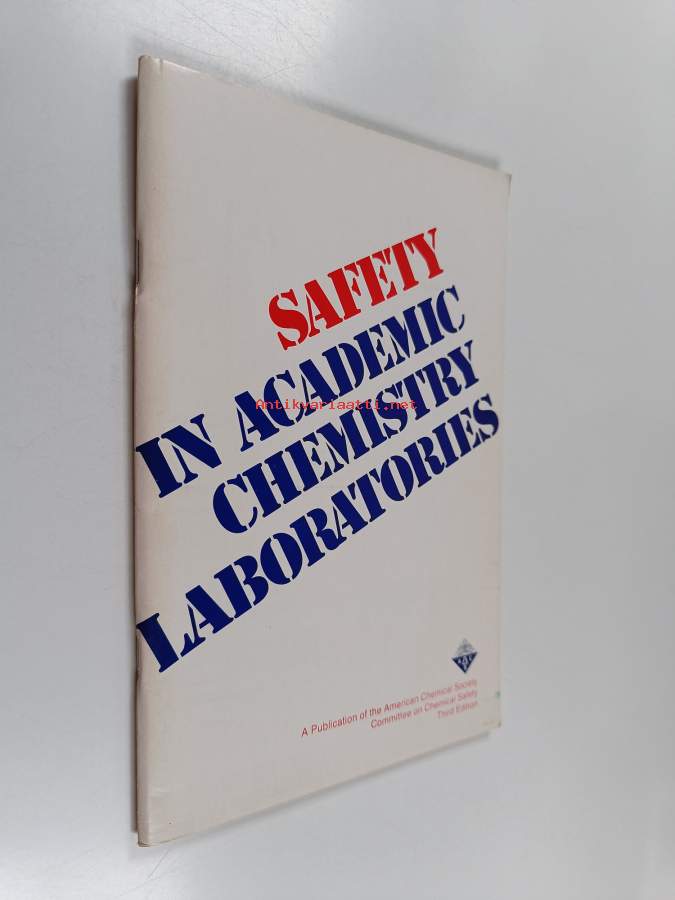 SAFETY
IN ACADEMIC
Antikvariaatti.net
CHEMISTRY
LABORATORIES
A Publication of the American Chemical Society
Committee on Chemical Safety
Third Edition